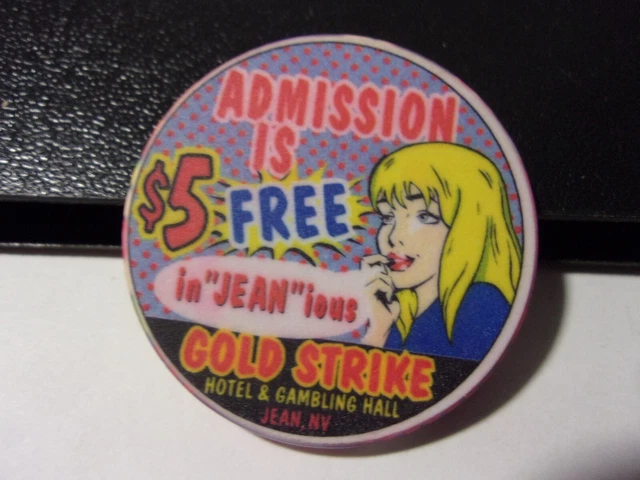 ADMISSION
IS
$5 FREE
in"JEAN"ious
GOLD STRIKE
HOTEL & GAMBLING HALL
JEAN, NV